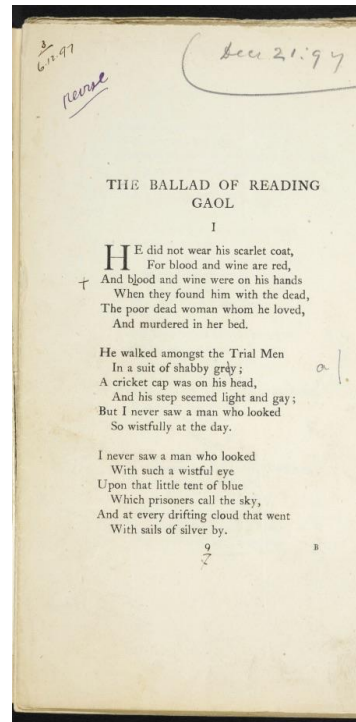 3
6.12.97
revise
Dec 21.97
THE BALLAD OF READING
GAOL
I
HE did not wear his scarlet coat,
For blood and wine are red,
+ And blood and wine were on his hands
When they found him with the dead,
The poor dead woman whom he loved,
And murdered in her bed.
He walked amongst the Trial Men
In a suit of shabby grey; a/.
A cricket cap was on his head,
And his step seemed light and gay;
But I never saw a man who looked
So wistfully at the day.
I never saw a man who looked
With such a wistful eye
Upon that little tent of blue
Which prisoners call the sky,
And at every drifting cloud that went
With sails of silver by.
9 B